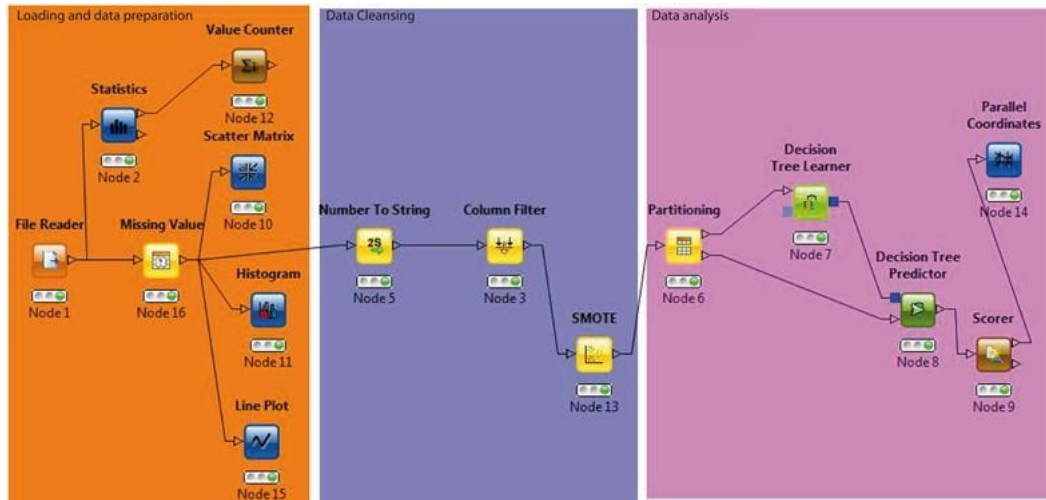 Loading and data preparation
Value Counter
Node 12
Statistics
Node 2
Scatter Matrix
Node 10
File Reader
Node 1
Missing Value
Node 16
Histogram
Node 11
Line Plot
Node 15
Data Cleansing
Number To String
2S
Node 5
Column Filter
Node 3
SMOTE
Node 13
Data analysis
Partitioning
Node 6
Decision
Tree Learner
Node 7
Decision Tree
Predictor
Node 8
Scorer
Node 9
Parallel
Coordinates
Node 14